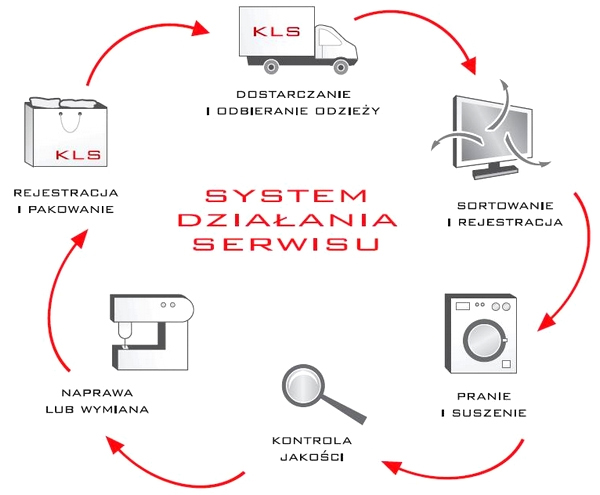 KLS
DOSTARCZANIE
I ODBIERANIE ODZIEŻY
SORTOWANIE
I REJESTRACJA
PRANIE
I SUSZENIE
KONTROLA
JAKOŚCI
NAPRAWA
LUB WYMIANA
KLS
REJESTRACJA
I PAKOWANIE
SYSTEM
DZIAŁANIA
SERWISU